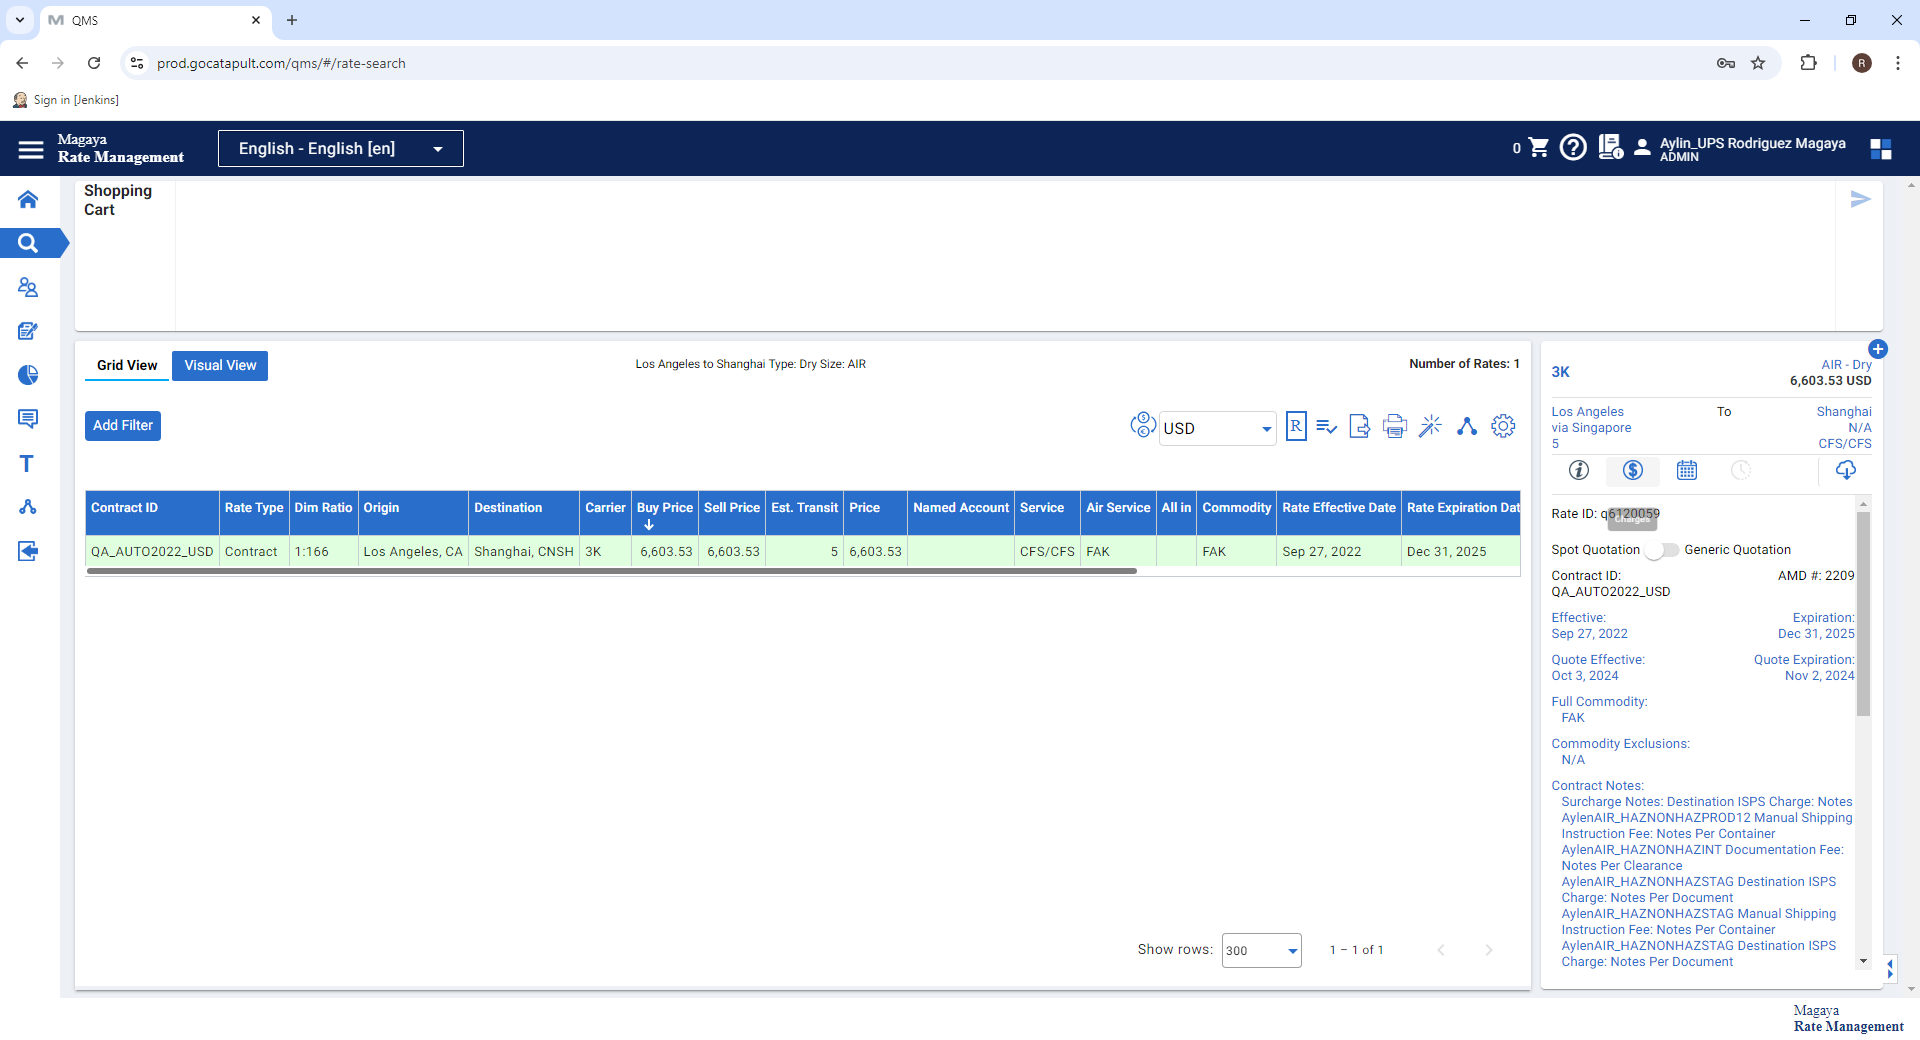 QMS
prod.gocatapult.com/qms/#/rate-search
R
Sign in [Jenkins]
Magaya
Rate Management
English - English [en]
0
Aylin_UPS Rodriguez Magaya
ADMIN
Shopping
Cart
Grid View
Visual View
Los Angeles to Shanghai Type: Dry Size: AIR
Number of Rates: 1
Add Filter
USD
R
Contract ID Rate Type Dim Ratio Origin Destination Carrier Buy Price Sell Price Est. Transit Price Named Account Service Air Service All in Commodity Rate Effective Date Rate Expiration Dat
QA_AUTO2022_USD Contract 1:166 Los Angeles, CA Shanghai, CNSH 3K 6,603.53 6,603.53 5 6,603.53 CFS/CFS FAK FAK Sep 27, 2022 Dec 31, 2025
Show rows: 300 1 – 1 of 1
3K
AIR - Dry
6,603.53 USD
Los Angeles To Shanghai
via Singapore N/A
5 CFS/CFS
Rate ID: q6120059
Charges
Spot Quotation Generic Quotation
Contract ID: AMD #: 2209
QA_AUTO2022_USD
Effective: Expiration:
Sep 27, 2022 Dec 31, 2025
Quote Effective: Quote Expiration:
Oct 3, 2024 Nov 2, 2024
Full Commodity:
FAK
Commodity Exclusions:
N/A
Contract Notes:
Surcharge Notes: Destination ISPS Charge: Notes
AylenAIR_HAZNONHAZPROD12 Manual Shipping
Instruction Fee: Notes Per Container
AylenAIR_HAZNONHAZINT Documentation Fee:
Notes Per Clearance
AylenAIR_HAZNONHAZSTAG Destination ISPS
Charge: Notes Per Document
AylenAIR_HAZNONHAZSTAG Manual Shipping
Instruction Fee: Notes Per Container
AylenAIR_HAZNONHAZSTAG Destination ISPS
Charge: Notes Per Document
Magaya
Rate Management